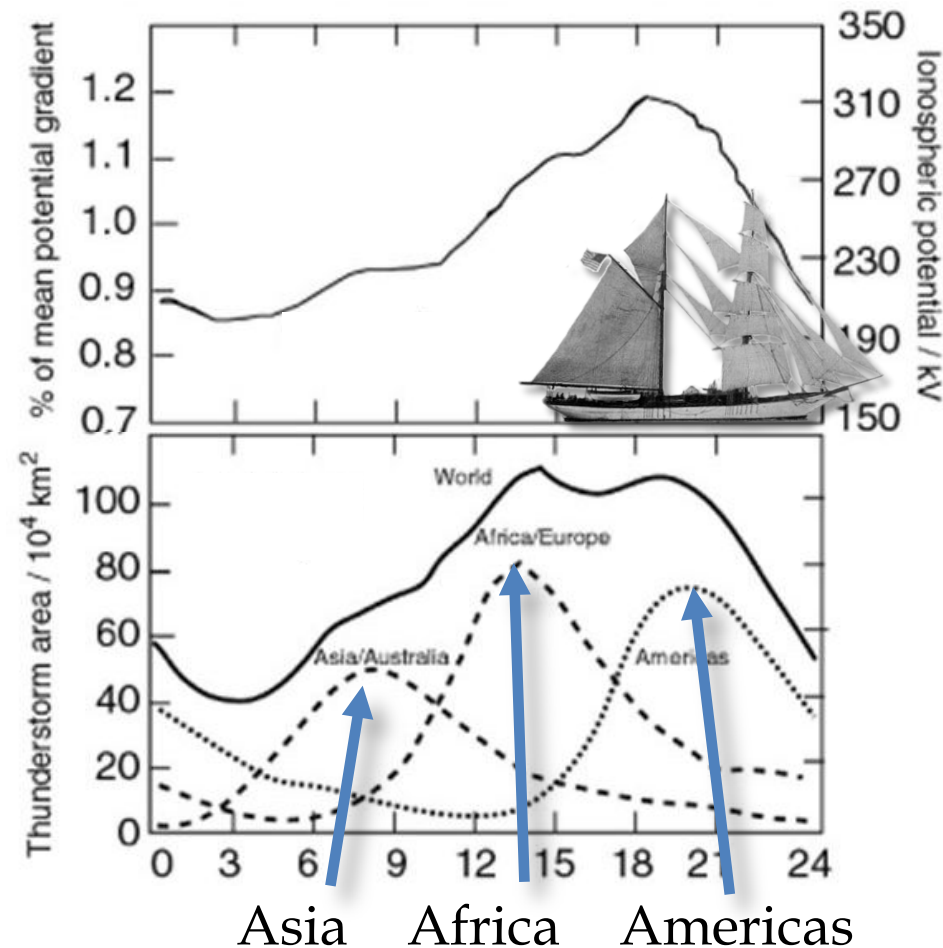 % of mean potential gradient
1.2
1.1
1.0
0.9
0.8
0.7
350
310
270
230
190
150
Ionospheric potential / kV
Thunderstorm area / 10⁴ km²
100
80
60
40
20
0
World
Africa/Europe
Asia/Australia
Americas
0 3 6 9 12 15 18 21 24
Asia Africa Americas